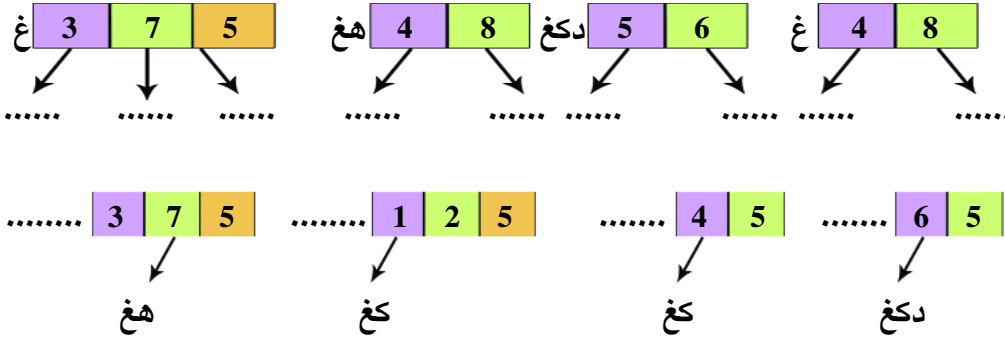 4 8 غ 5 6 دكغ 4 8 هغ 3 7 5 غ
...... ...... ...... ...... ...... ...... ...... ...... ......
6 5 ........ 4 5 ........ 1 2 5 ......... 3 7 5 ........
دكغ كغ كغ هغ